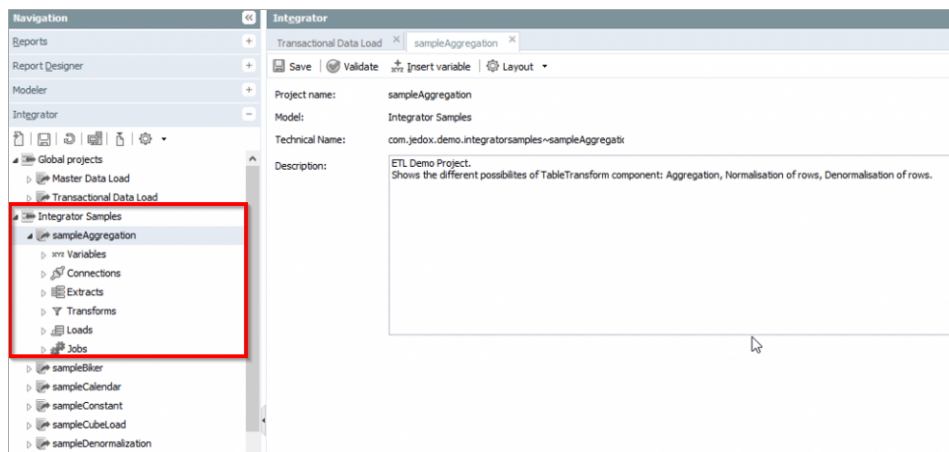 Navigation
Reports
Report Designer
Modeler
Integrator
Global projects
Master Data Load
Transactional Data Load
Integrator Samples
sampleAggregation
XYZ Variables
Connections
Extracts
Transforms
Loads
Jobs
sampleBiker
sampleCalendar
sampleConstant
sampleCubeLoad
sampleDenormalization
Integrator
Transactional Data Load sampleAggregation
Save Validate XYZ Insert variable Layout
Project name: sampleAggregation
Model: Integrator Samples
Technical Name: com.jedox.demo.integratorsamples~sampleAggregatic
Description: ETL Demo Project.
Shows the different possibilites of TableTransform component: Aggregation, Normalisation of rows, Denormalisation of rows.